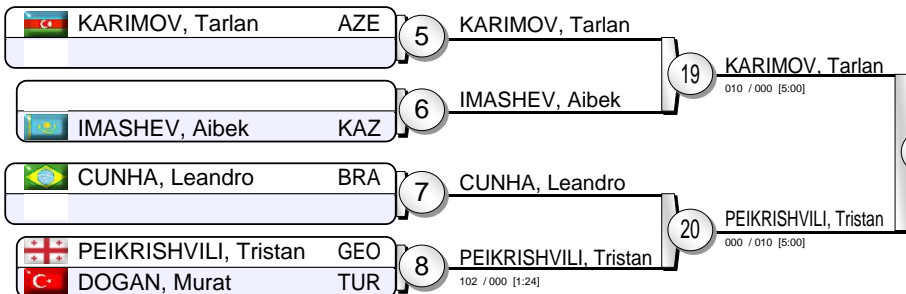 KARIMOV, Tarlan AZE
5
KARIMOV, Tarlan
19
KARIMOV, Tarlan
010 / 000 [5:00]
6
IMASHEV, Aibek
IMASHEV, Aibek KAZ
CUNHA, Leandro BRA
7
CUNHA, Leandro
20
PEIKRISHVILI, Tristan
000 / 010 [5:00]
PEIKRISHVILI, Tristan GEO
8
PEIKRISHVILI, Tristan
102 / 000 [1:24]
DOGAN, Murat TUR